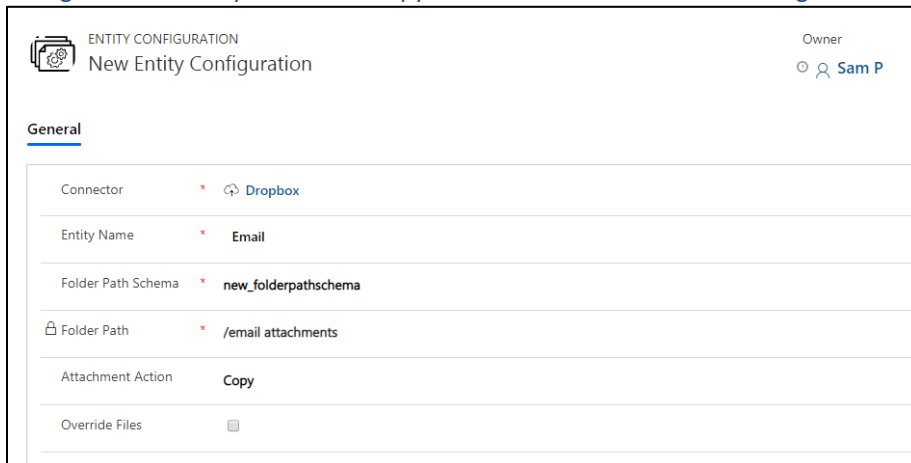 ENTITY CONFIGURATION
New Entity Configuration
Owner
Sam P
General
Connector * Dropbox
Entity Name * Email
Folder Path Schema * new_folderpathschema
Folder Path * /email attachments
Attachment Action Copy
Override Files